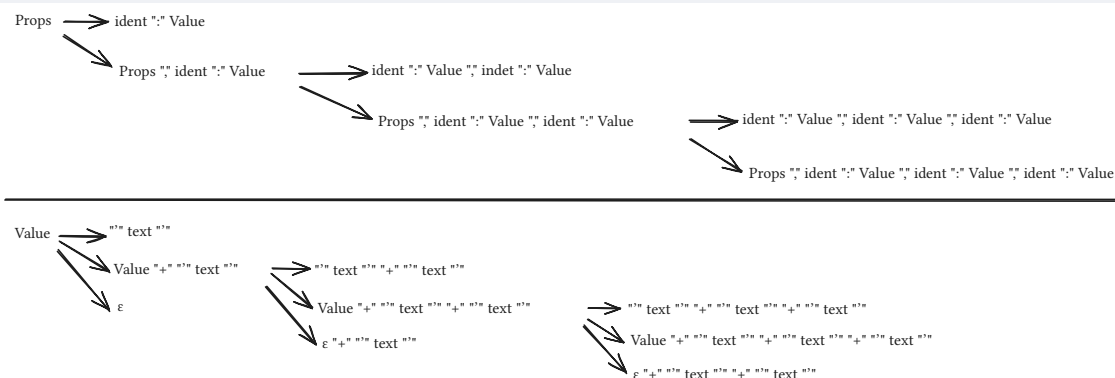 Props
ident ":" Value
Props "," ident ":" Value
ident ":" Value "," indet ":" Value
Props "," ident ":" Value "," ident ":" Value
ident ":" Value "," ident ":" Value "," ident ":" Value
Props "," ident ":" Value "," ident ":" Value "," ident ":" Value
Value
"'" text "'"
Value "+" "'" text "'"
ε
"'" text "'" "+" "'" text "'"
Value "+" "'" text "'" "+" "'" text "'"
ε "+" "'" text "'"
"'" text "'" "+" "'" text "'" "+" "'" text "'"
Value "+" "'" text "'" "+" "'" text "'" "+" "'" text "'"
ε "+" "'" text "'" "+" "'" text "'"